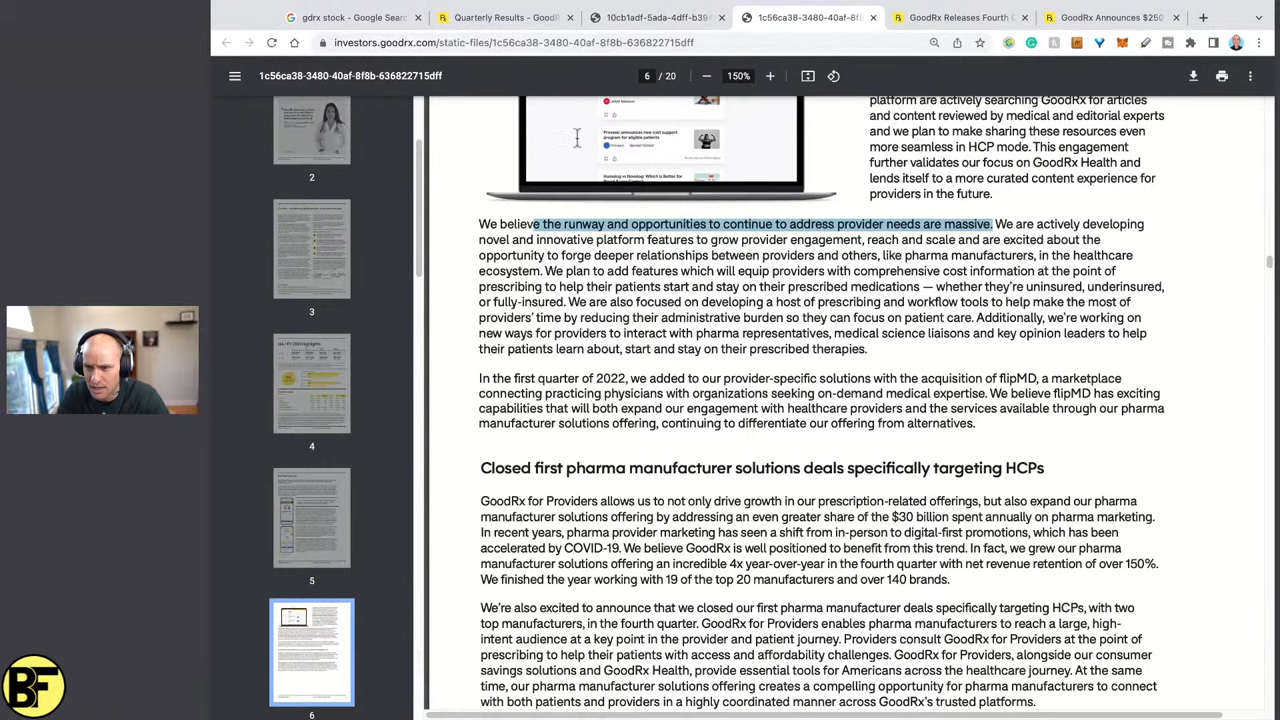 gdrx stock - Google Searc
Quarterly Results - GoodR
10cb1adf-5ada-4dff-b394
1c56ca38-3480-40af-8f8b
GoodRx Releases Fourth Q
GoodRx Announces $250
investors.goodrx.com/static-files/1c56ca38-3480-40af-8f8b-636822715dff
1c56ca38-3480-40af-8f8b-636822715dff
6 / 20
150%
2
3
4
5
6
platform are actively searching GoodRx for articles
and content reviewed by medical and editorial experts
and we plan to make sharing these resources even
more seamless in HCP mode. This engagement
further validates our focus on GoodRx Health and
lends itself to a more curated content experience for
providers in the future.
We believe the runway and opportunities to continue to address provider needs are massive. We are actively developing
novel and innovative platform features to grow provider engagement, reach and scale and are excited about the
opportunity to forge deeper relationships between providers and others, like pharma manufacturers, in the healthcare
ecosystem. We plan to add features which will equip providers with comprehensive cost information at the point of
prescribing to help their patients start and stay on their prescribed medications — whether they're uninsured, underinsured,
or fully-insured. We are also focused on developing a host of prescribing and workflow tools to help make the most of
providers' time by reducing their administrative burden so they can focus on patient care. Additionally, we're working on
new ways for providers to interact with pharma representatives, medical science liaisons and key opinion leaders to help
their patients learn about, start and stay on prescribed therapies.
In the first quarter of 2022, we added to our provider-specific solutions with the acquisition of flipMD, a marketplace
connecting practicing physicians with organizations seeking on-demand medical expertise. We believe flipMD has exciting
capabilities that will both expand our engagement with healthcare providers and the services available through our pharma
manufacturer solutions offering, continuing to differentiate our offering from alternatives.
Closed first pharma manufacturer solutions deals specifically targeting HCPs
GoodRx for Providers allows us to not only fuel growth in our prescription-related offerings, but also expand our pharma
manufacturer solutions offering by addressing an even greater share of the $30 billion spent annually on pharma marketing.
In recent years, pharma provider marketing has seen a shift from in-person to digital-first promotions, which has been
accelerated by COVID-19. We believe GoodRx is well positioned to benefit from this trend. In fact, we grew our pharma
manufacturer solutions offering an incredible 4x year-over-year in the fourth quarter with net revenue retention of over 150%.
We finished the year working with 19 of the top 20 manufacturers and over 140 brands.
We're also excited to announce that we closed our first pharma manufacturer deals specifically targeting HCPs, with two
top manufacturers in the fourth quarter. GoodRx for Providers enables pharma manufacturers to reach a large, high-
intent audience at a very potent moment in the treatment journey. Providers consult GoodRx for Providers at the point of
prescribing to help their patients with access and affordability challenges. GoodRx for Providers, alongside our consumer
savings solutions and GoodRx Health, provides a full breadth of solutions to help Americans on the healthcare journey. At the same
time, our pharma manufacturer solutions offering creates a compelling opportunity for pharma manufacturers to connect
with both patients and providers in a highly coordinated manner across GoodRx's trusted platforms.
BF